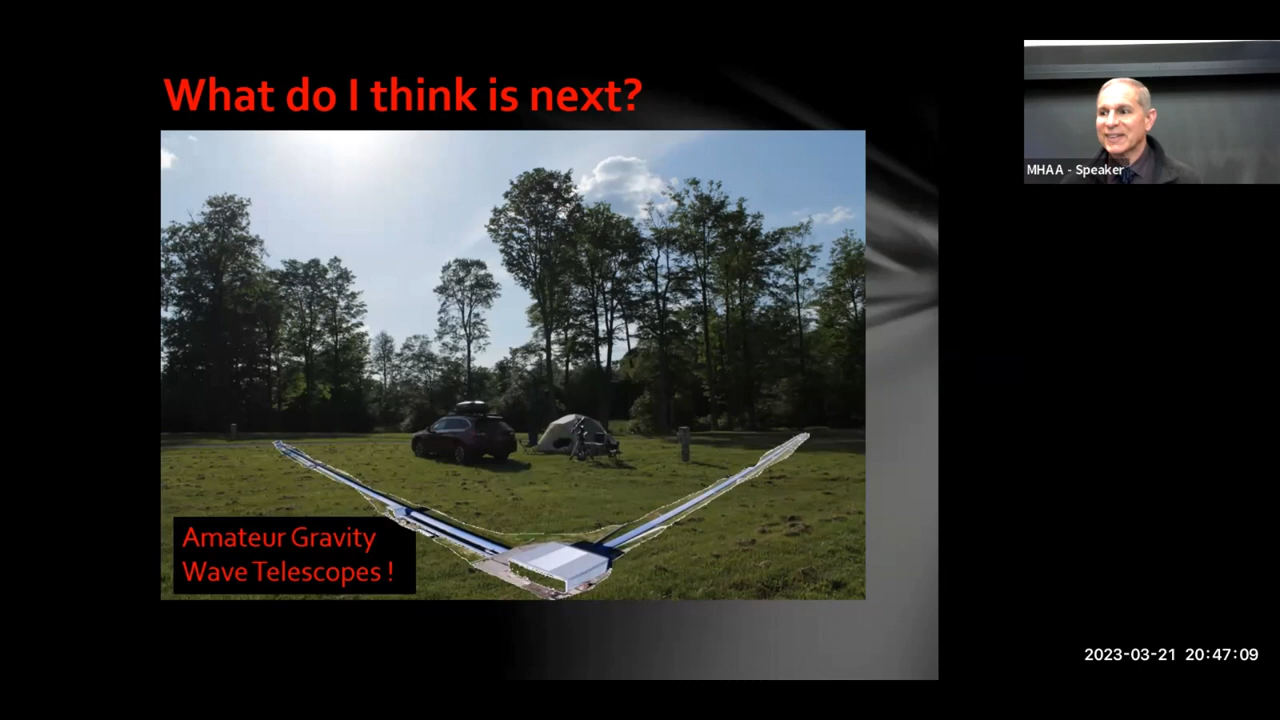 What do I think is next?
MHAA - Speaker
Amateur Gravity
Wave Telescopes !
2023-03-21 20:47:09